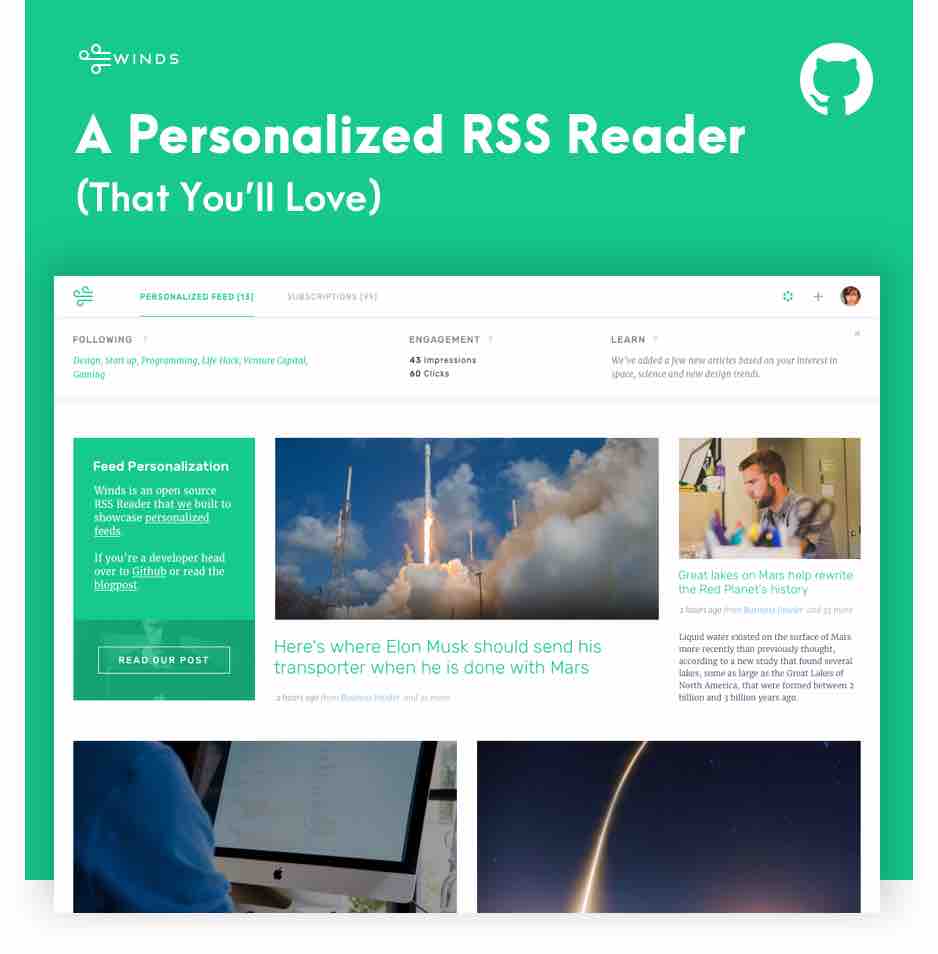 WINDS
A Personalized RSS Reader
(That You'll Love)
PERSONALIZED FEED [13]
SUBSCRIPTIONS [99]
FOLLOWING ?
Design, Start up, Programming, Life Hack, Venture Capital,
Gaming
ENGAGEMENT ?
43 Impressions
60 Clicks
LEARN ?
We've added a few new articles based on your interest in
space, science and new design trends.
Feed Personalization
Winds is an open source
RSS Reader that we built to
showcase personalized
feeds.
If you're a developer head
over to Github or read the
blogpost.
READ OUR POST
Here's where Elon Musk should send his
transporter when he is done with Mars
2 hours ago from Business Insider and 21 more
Great lakes on Mars help rewrite
the Red Planet's history
2 hours ago from Business Insider and 23 more
Liquid water existed on the surface of Mars
more recently than previously thought,
according to a new study that found several
lakes, some as large as the Great Lakes of
North America, that were formed between 2
billion and 3 billion years ago.